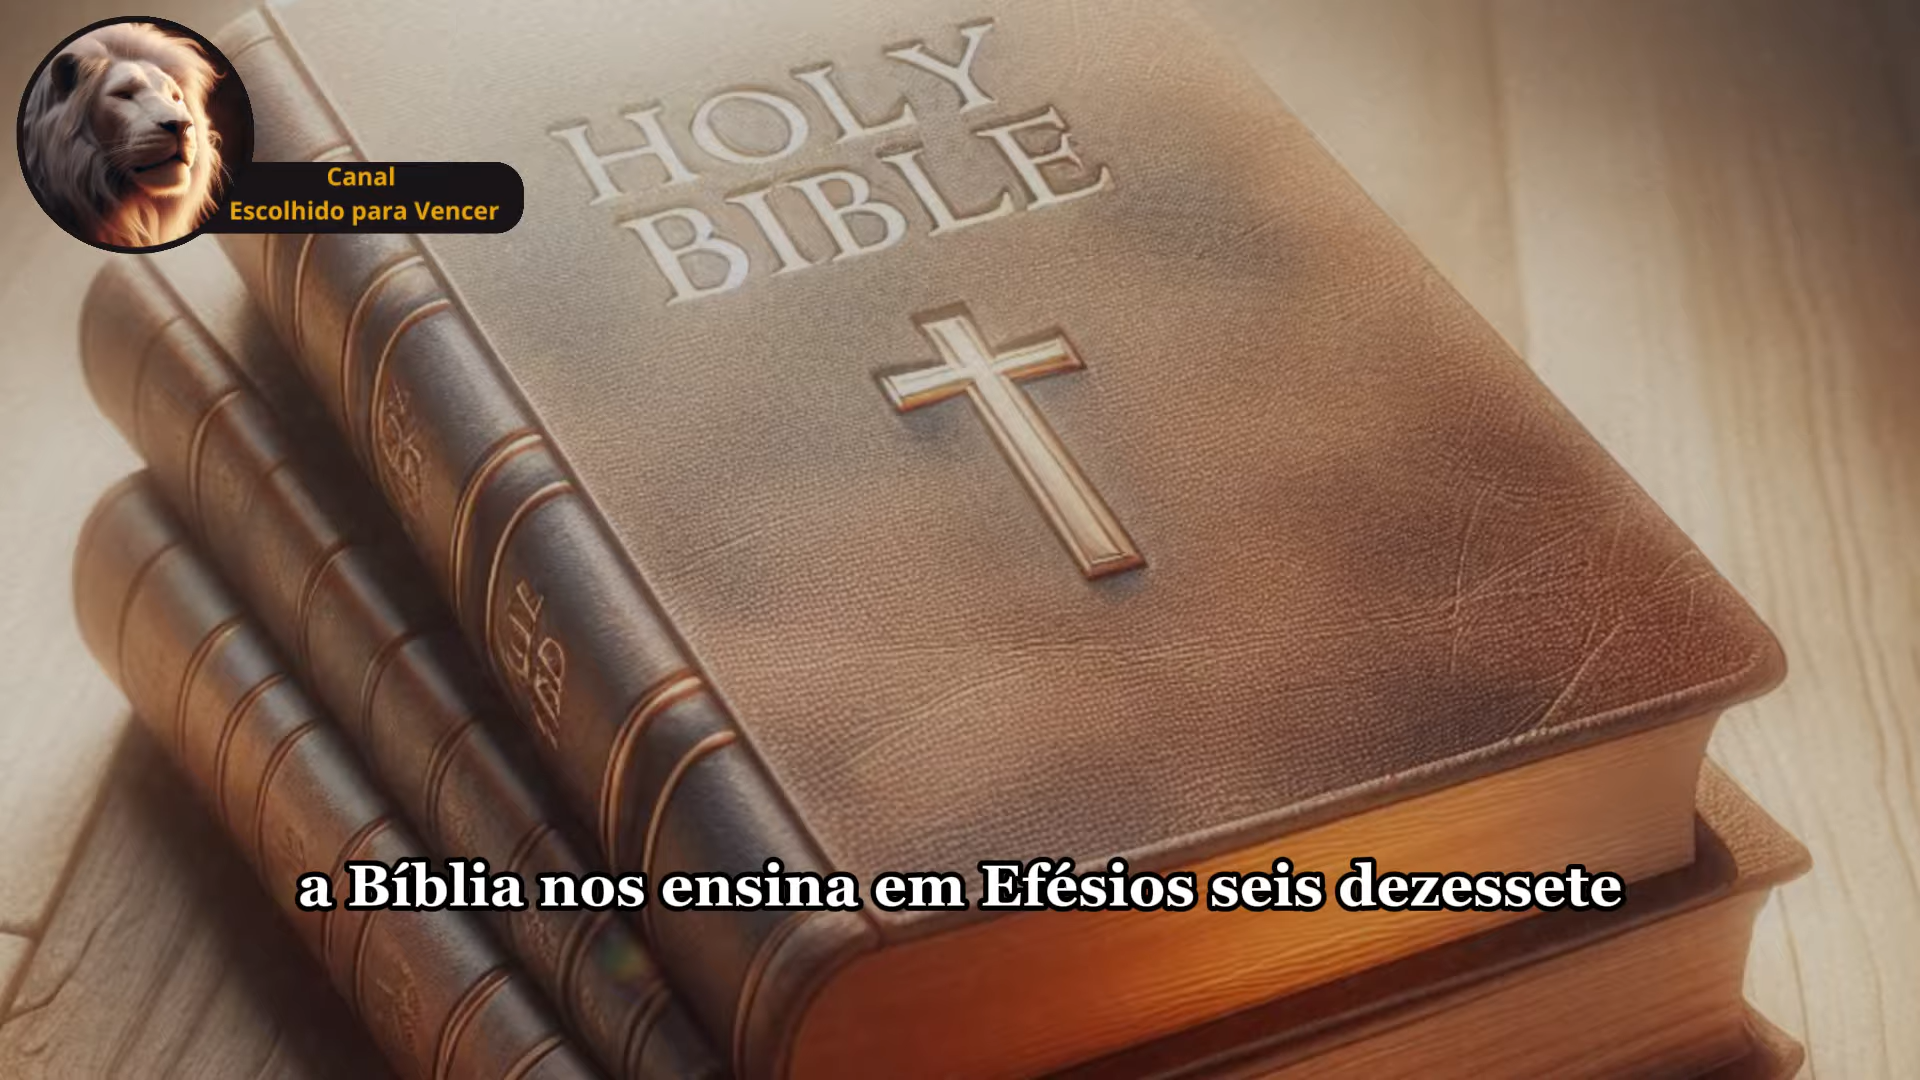 Canal
Escolhido para Vencer
HOLY
BIBLE
a Bíblia nos ensina em Efésios seis dezessete